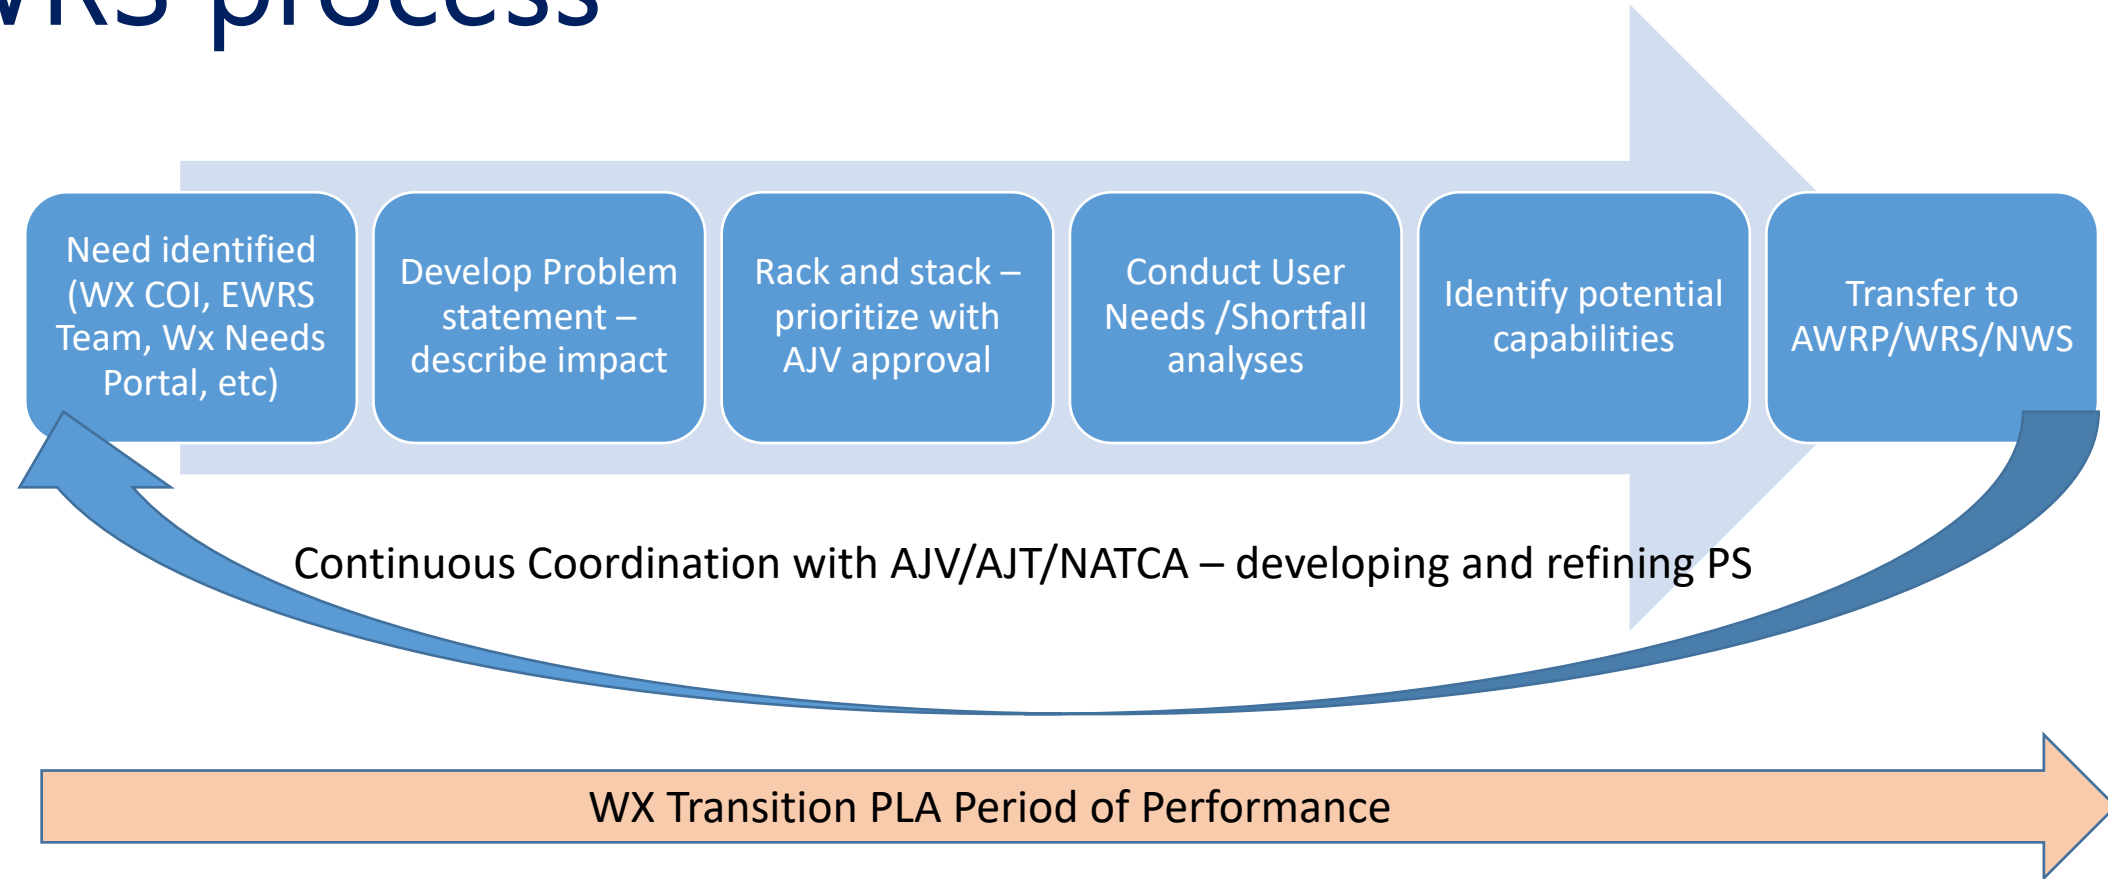 WRS process
Need identified
(WX COI, EWRS
Team, Wx Needs
Portal, etc)
Develop Problem
statement –
describe impact
Rack and stack –
prioritize with
AJV approval
Conduct User
Needs /Shortfall
analyses
Identify potential
capabilities
Transfer to
AWRP/WRS/NWS
Continuous Coordination with AJV/AJT/NATCA – developing and refining PS
WX Transition PLA Period of Performance